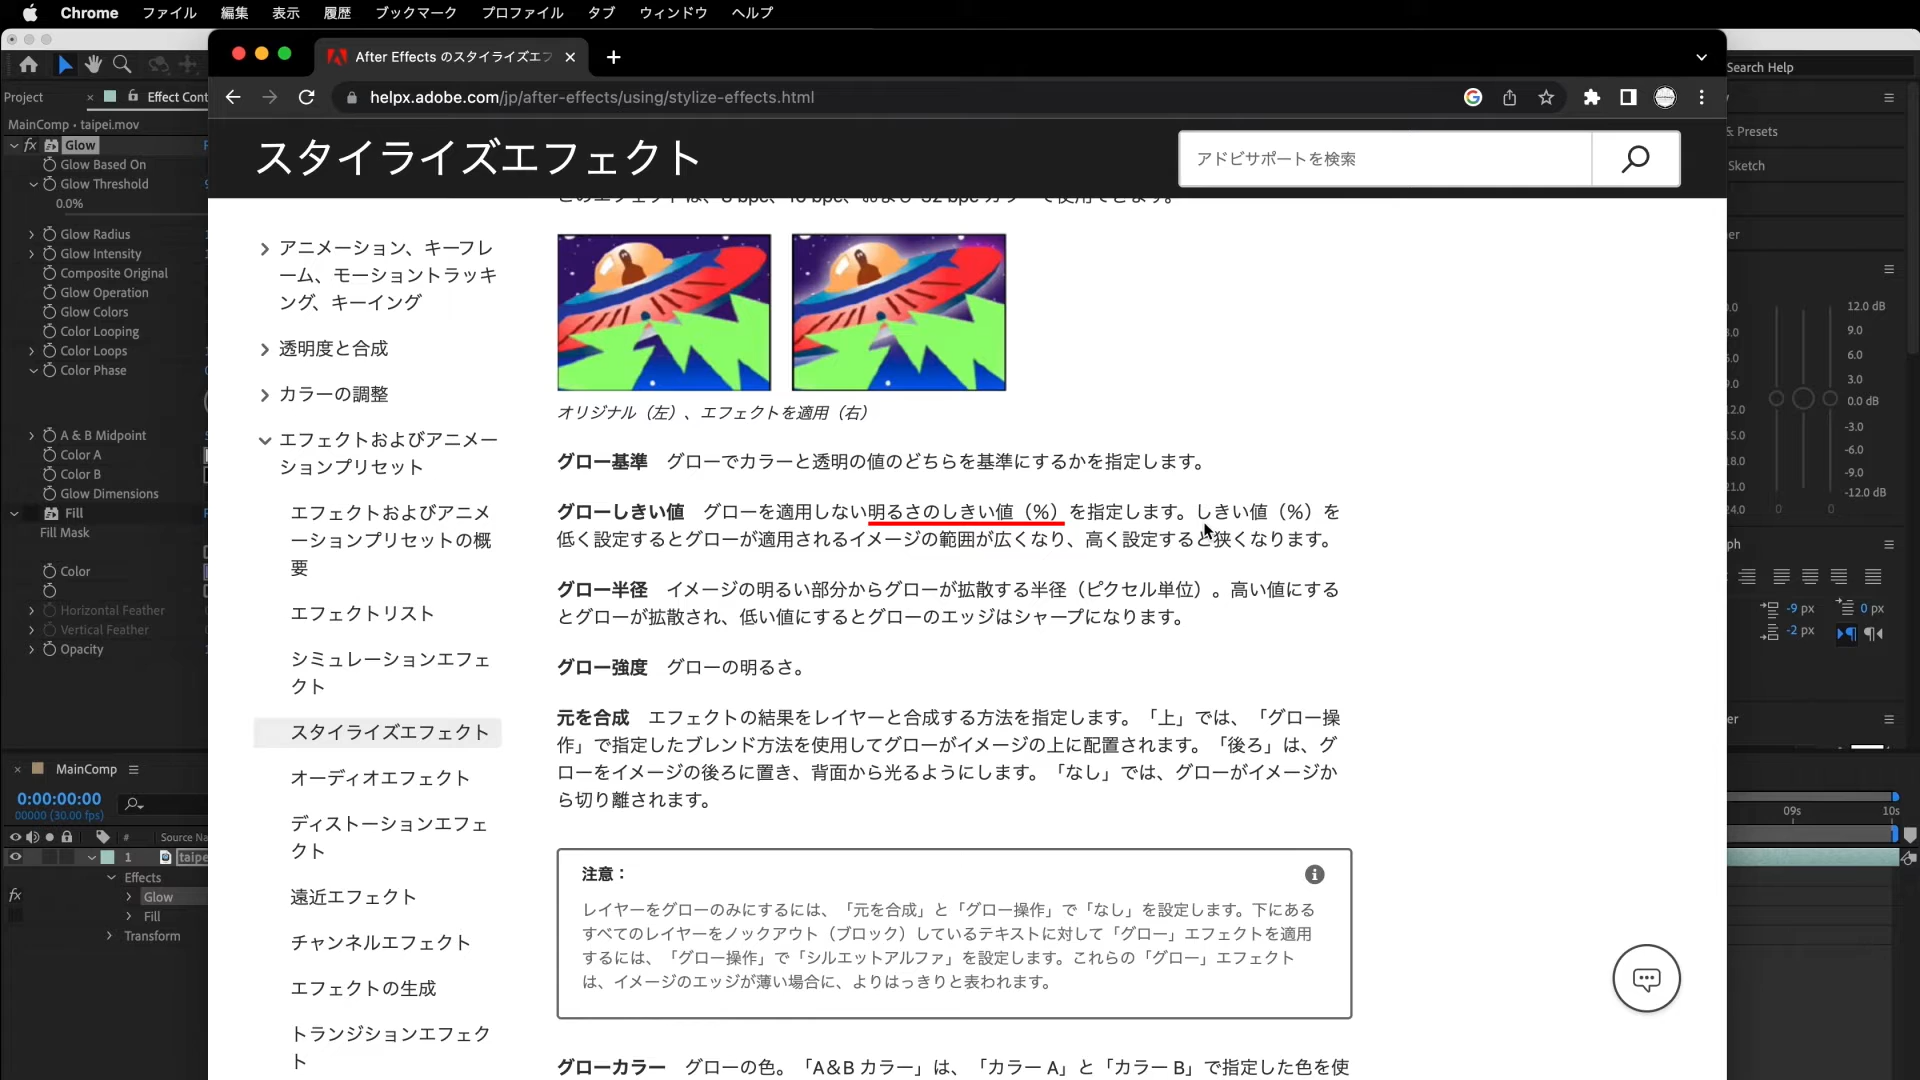 Chrome ファイル 編集 表示 履歴 ブックマーク プロファイル タブ ウィンドウ ヘルプ
After Effects のスタイライズエフ
helpx.adobe.com/jp/after-effects/using/stylize-effects.html
スタイライズエフェクト
アドビサポートを検索
Search Help
Project
Effect Cont
MainComp • taipei.mov
fx Glow
Glow Based On
Glow Threshold
0.0%
Glow Radius
Glow Intensity
Composite Original
Glow Operation
Glow Colors
Color Looping
Color Loops
Color Phase
A & B Midpoint
Color A
Color B
Glow Dimensions
Fill
Fill Mask
Color
Horizontal Feather
Vertical Feather
Opacity
アニメーション、キーフレ
ーム、モーショントラッキ
ング、キーイング
透明度と合成
カラーの調整
エフェクトおよびアニメー
ションプリセット
エフェクトおよびアニメ
ーションプリセットの概
要
エフェクトリスト
シミュレーションエフェ
クト
スタイライズエフェクト
オーディオエフェクト
ディストーションエフェ
クト
遠近エフェクト
チャンネルエフェクト
エフェクトの生成
トランジションエフェク
ト
オリジナル（左）、エフェクトを適用（右）
グロー基準 グローでカラーと透明の値のどちらを基準にするかを指定します。
グローしきい値 グローを適用しない明るさのしきい値（%）を指定します。しきい値（%）を
低く設定するとグローが適用されるイメージの範囲が広くなり、高く設定すると狭くなります。
グロー半径 イメージの明るい部分からグローが拡散する半径（ピクセル単位）。高い値にする
とグローが拡散され、低い値にするとグローのエッジはシャープになります。
グロー強度 グローの明るさ。
元を合成 エフェクトの結果をレイヤーと合成する方法を指定します。「上」では、「グロー操
作」で指定したブレンド方法を使用してグローがイメージの上に配置されます。「後ろ」は、グ
ローをイメージの後ろに置き、背面から光るようにします。「なし」では、グローがイメージか
ら切り離されます。
注意：
レイヤーをグローのみにするには、「元を合成」と「グロー操作」で「なし」を設定します。下にある
すべてのレイヤーをノックアウト（ブロック）しているテキストに対して「グロー」エフェクトを適用
するには、「グロー操作」で「シルエットアルファ」を設定します。これらの「グロー」エフェクト
は、イメージのエッジが薄い場合に、よりはっきりと表われます。
グローカラー グローの色。「A&B カラー」は、「カラー A」と「カラー B」で指定した色を使
& Presets
Sketch
12.0 dB
9.0
6.0
3.0
0.0 dB
-3.0
-6.0
-9.0
-12.0 dB
0 0
-9 px 0 px
-2 px
MainComp
0:00:00:00
00000 (30.00 fps)
# Source Na
1 taipe
Effects
fx Glow
Fill
Transform
09s 10s